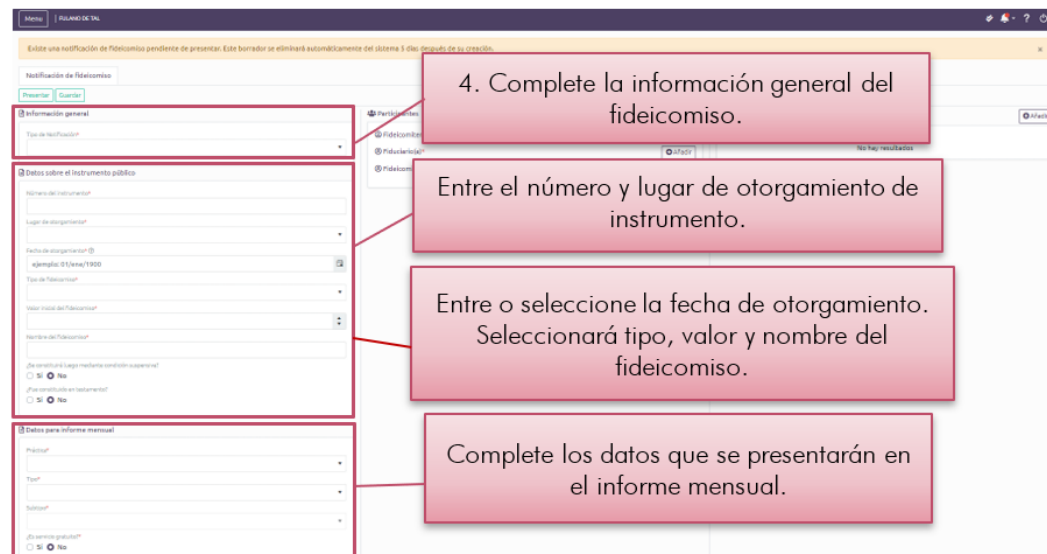 Menu | FULANO DE TAL
Existe una notificación de fideicomiso pendiente de presentar. Este borrador se eliminará automáticamente del sistema 5 días después de su creación.
Notificación de fideicomiso
Presentar Guardar
Información general
Tipo de Notificación*
Datos sobre el instrumento público
Número del instrumento*
Lugar de otorgamiento*
Fecha de otorgamiento*
ejemplo: 01/ene/1900
Tipo de fideicomiso*
Valor inicial del fideicomiso*
Nombre del fideicomiso*
¿Se constituirá luego mediante condición suspensiva?
Sí No
¿Fue constituido en testamento?
Sí No
Datos para informe mensual
Práctica*
Tipo*
Subtipo*
¿Es servicio gratuito?*
Sí No
Participantes
Fiduciario(a)* Añadir
Añadir
No hay resultados
4. Complete la información general del
fideicomiso.
Entre el número y lugar de otorgamiento de
instrumento.
Entre o seleccione la fecha de otorgamiento.
Seleccionará tipo, valor y nombre del
fideicomiso.
Complete los datos que se presentarán en
el informe mensual.